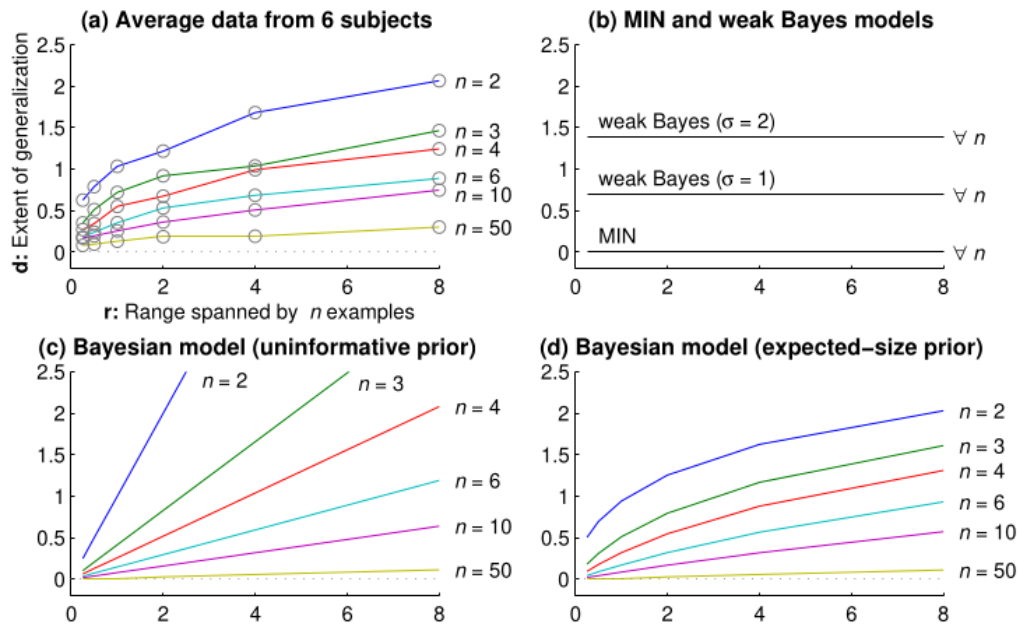 (a) Average data from 6 subjects
d: Extent of generalization
2.5
2
1.5
1
0.5
0
n = 2
n = 3
n = 4
n = 6
n = 10
n = 50
0 2 4 6 8
r: Range spanned by n examples
(b) MIN and weak Bayes models
2.5
2
1.5
1
0.5
0
weak Bayes (σ = 2)
∀ n
weak Bayes (σ = 1)
∀ n
MIN
∀ n
0 2 4 6 8
(c) Bayesian model (uninformative prior)
2.5
2
1.5
1
0.5
0
n = 2
n = 3
n = 4
n = 6
n = 10
n = 50
0 2 4 6 8
(d) Bayesian model (expected−size prior)
2.5
2
1.5
1
0.5
0
n = 2
n = 3
n = 4
n = 6
n = 10
n = 50
0 2 4 6 8